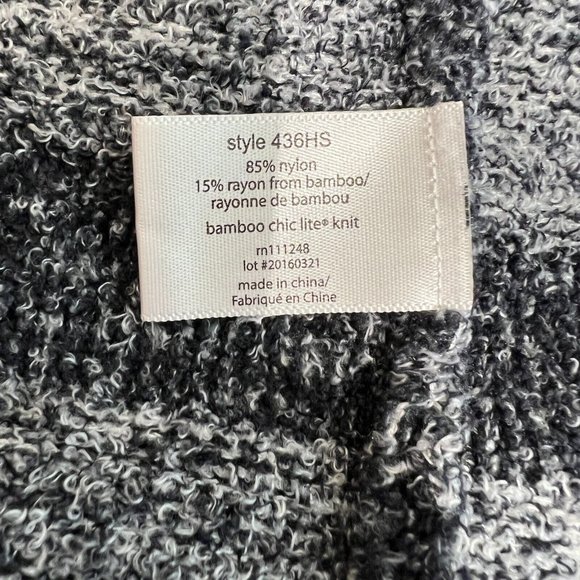 style 436HS
85% nylon
15% rayon from bamboo/
rayonne de bambou
bamboo chic lite® knit
rn111248
lot #20160321
made in china/
Fabriqué en Chine